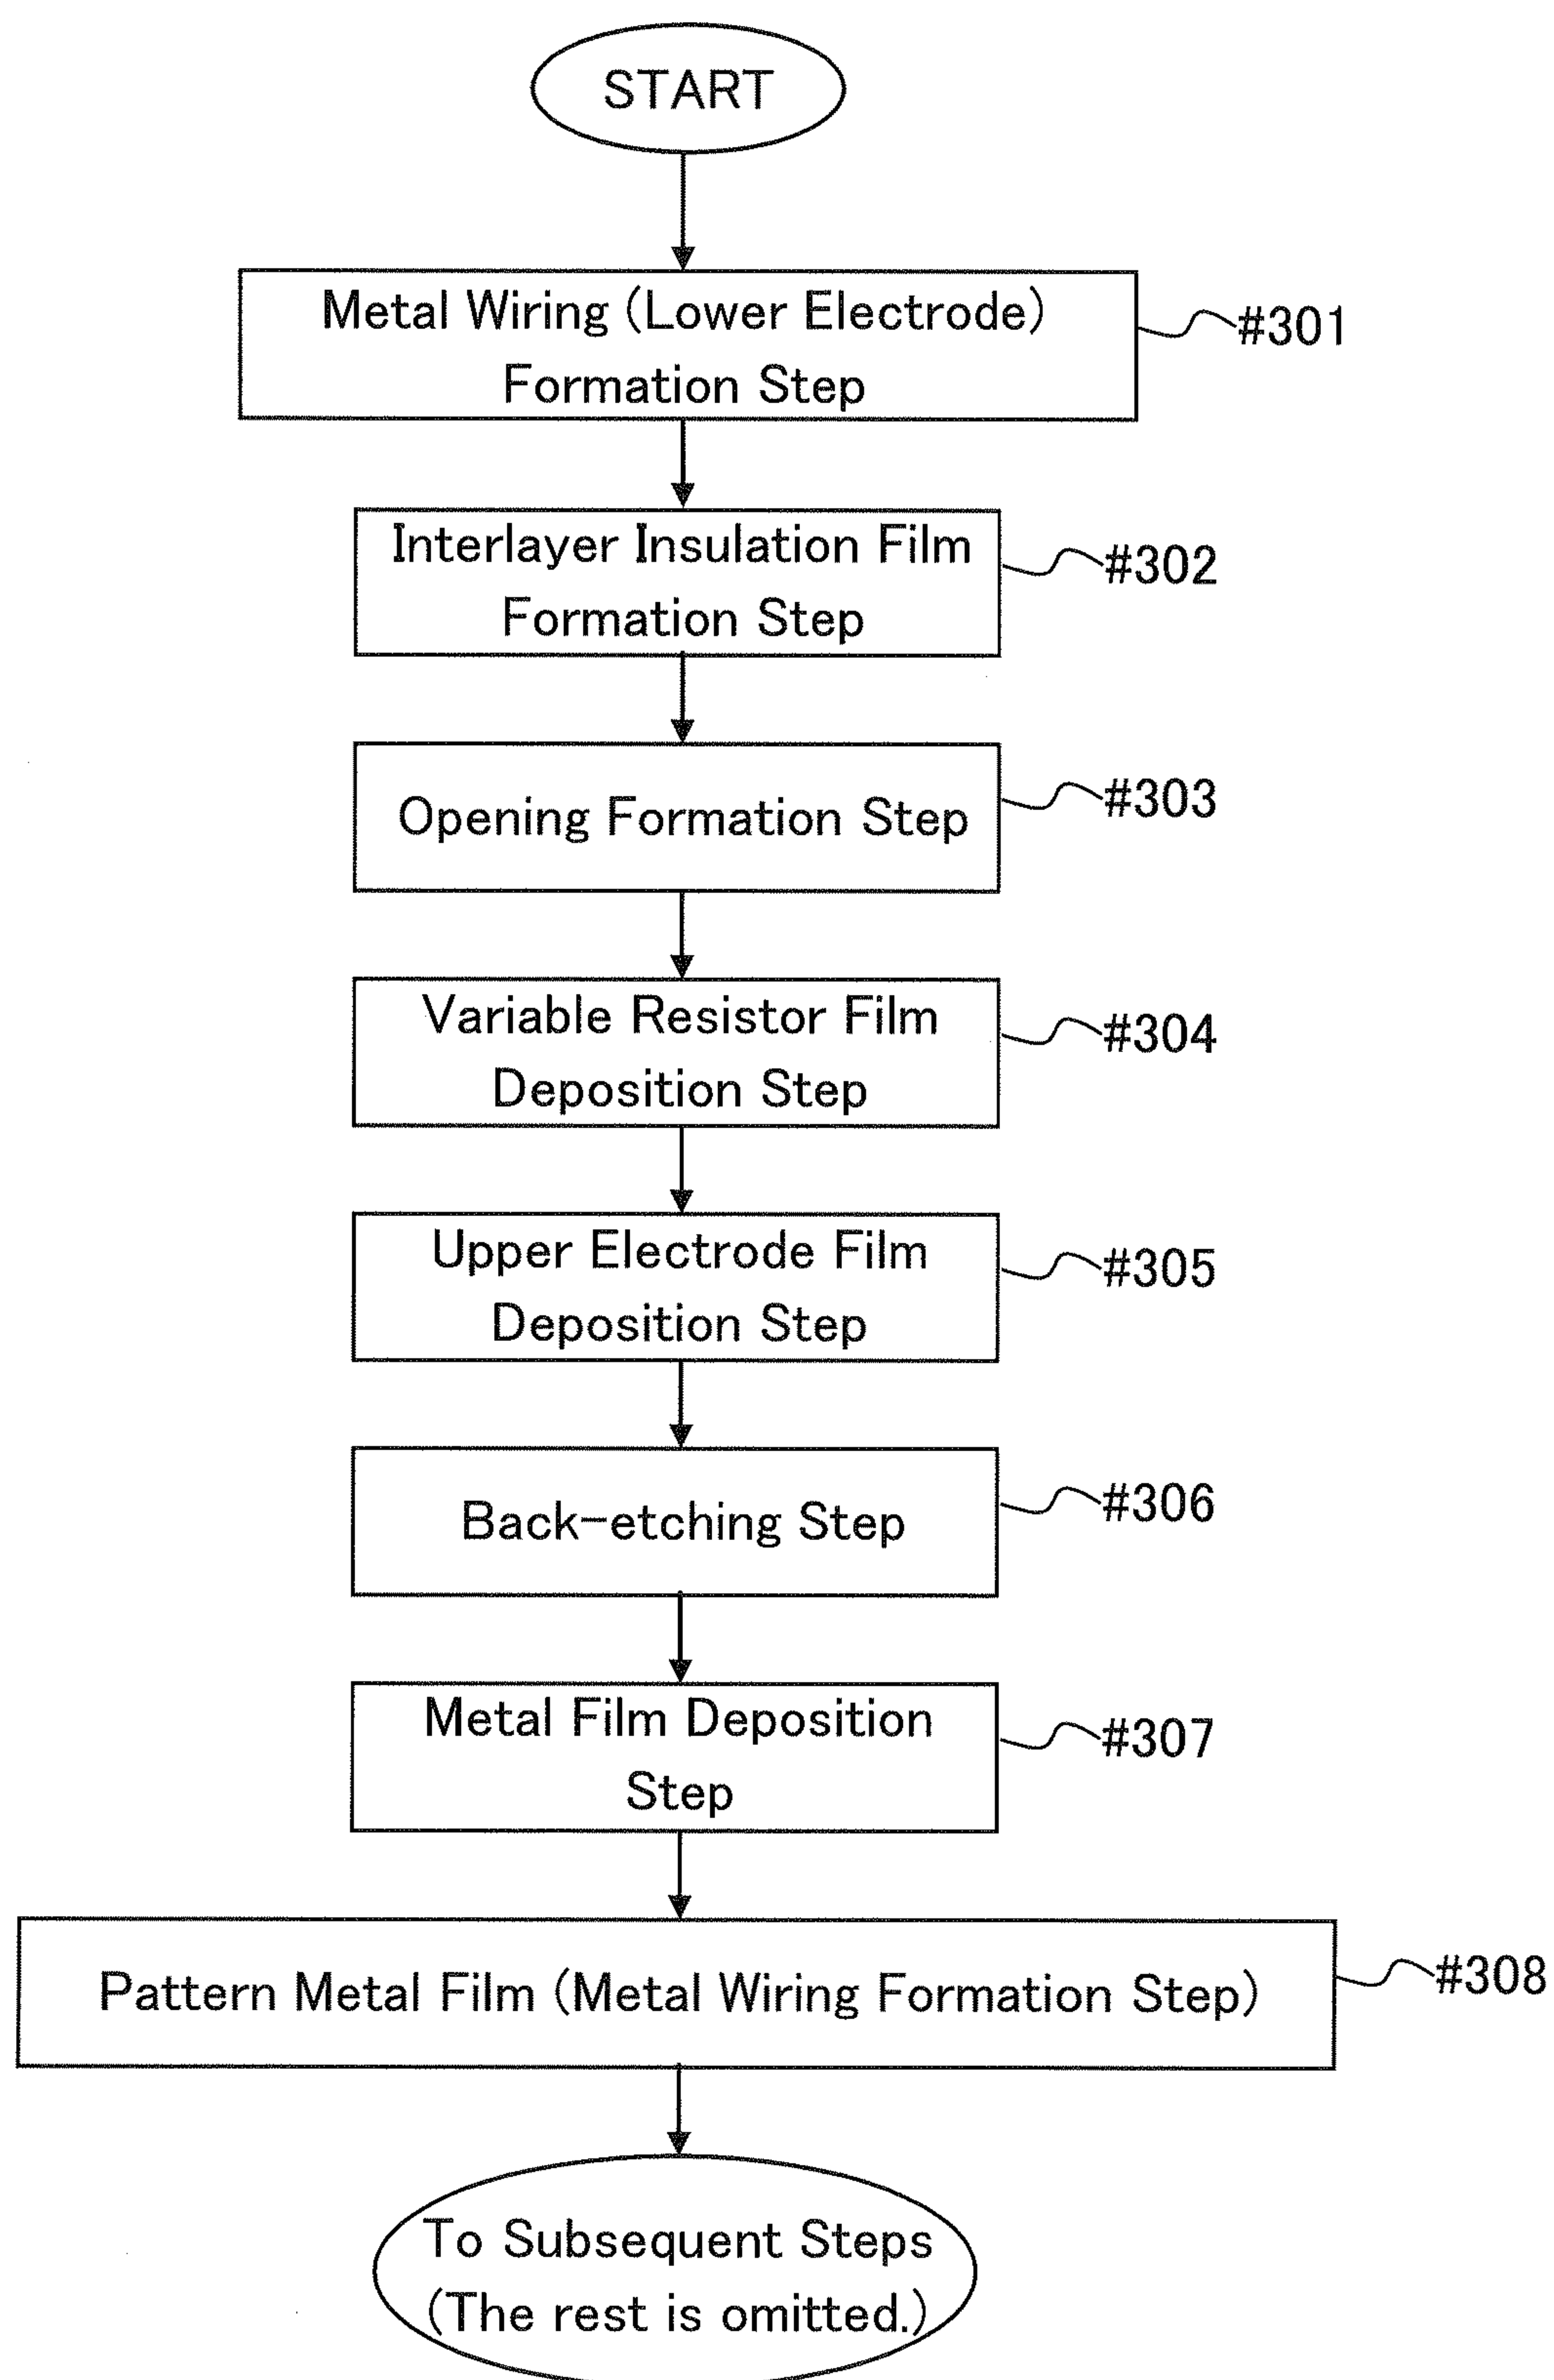 START
Metal Wiring (Lower Electrode)
Formation Step
#301
Interlayer Insulation Film
Formation Step
#302
Opening Formation Step
#303
Variable Resistor Film
Deposition Step
#304
Upper Electrode Film
Deposition Step
#305
Back-etching Step
#306
Metal Film Deposition
Step
#307
Pattern Metal Film (Metal Wiring Formation Step)
#308
To Subsequent Steps
(The rest is omitted.)